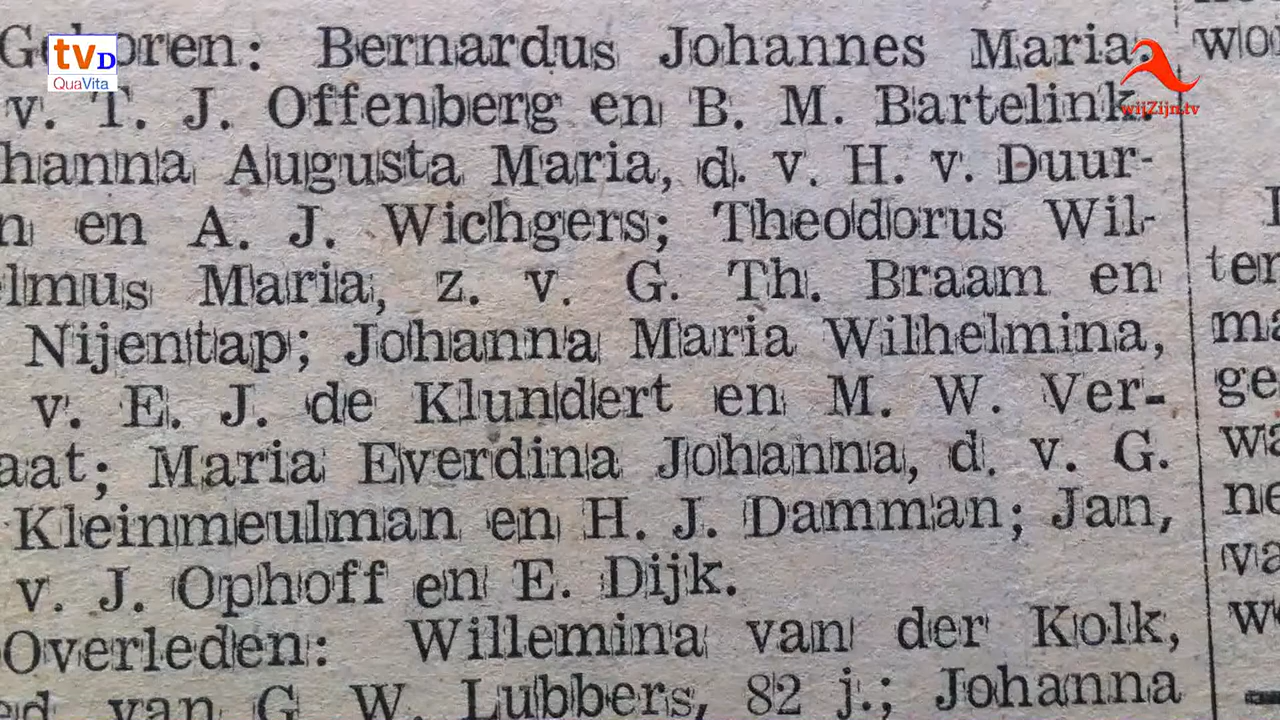 tvD
QuaVita
wijZijn.tv
Geboren: Bernardus Johannes Maria
v. T. J. Offenberg en B. M. Bartelink.
hanna Augusta Maria, d. v. H. v. Duur-
n en A. J. Wichgers; Theodorus Wil-
elmus Maria, z. v. G. Th. Braam en
Nijentap; Johanna Maria Wilhelmina,
v. E. J. de Klundert en M. W. Ver-
aat; Maria Everdina Johanna, d. v. G.
Kleinmeulman en H. J. Damman; Jan,
v. J. Ophoff en E. Dijk.
Overleden: Willemina van der Kolk,
ed. van G. W. Lubbers, 82 j.; Johanna
wo
ter
ma
ge
wa
ne
va
w